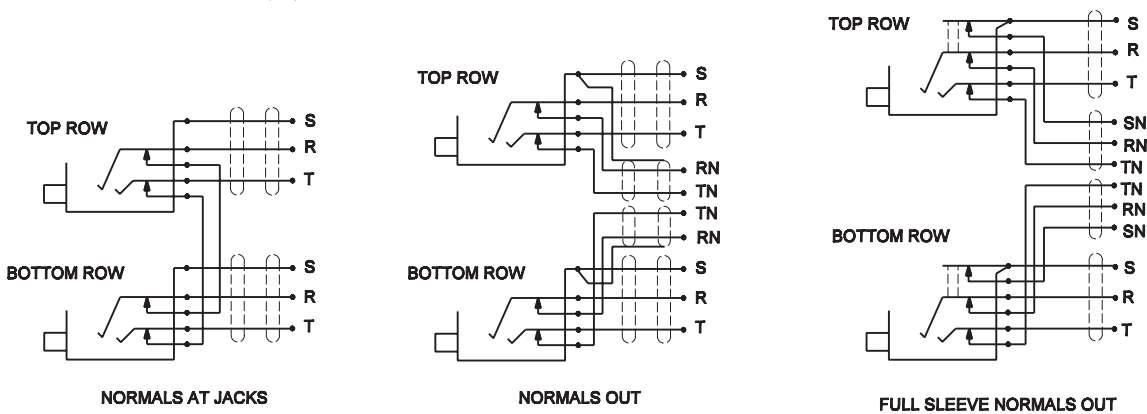 TOP ROW
S
R
T
BOTTOM ROW
S
R
T
NORMALS AT JACKS
TOP ROW
S
R
T
RN
TN
TN
RN
BOTTOM ROW
S
R
T
NORMALS OUT
TOP ROW
S
R
T
SN
RN
TN
TN
RN
SN
BOTTOM ROW
S
R
T
FULL SLEEVE NORMALS OUT